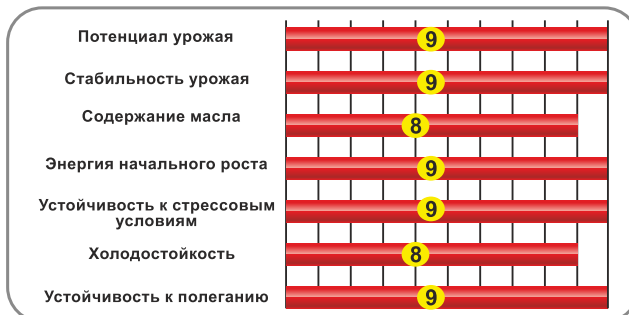 Потенциал урожая 9
Стабильность урожая 9
Содержание масла 8
Энергия начального роста 9
Устойчивость к стрессовым
условиям 9
Холодостойкость 8
Устойчивость к полеганию 9